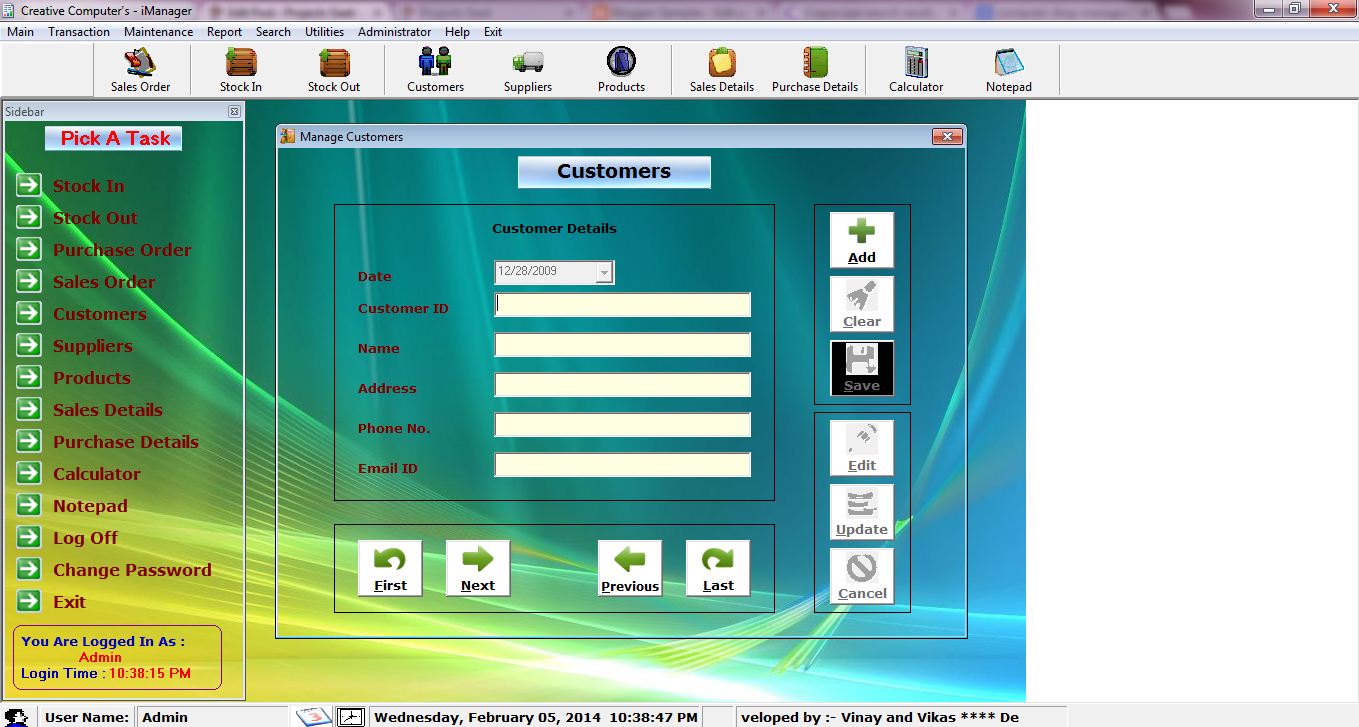 Creative Computer's - iManager
Main Transaction Maintenance Report Search Utilities Administrator Help Exit
Sales Order Stock In Stock Out Customers Suppliers Products Sales Details Purchase Details Calculator Notepad
Sidebar
Pick A Task
Stock In
Stock Out
Purchase Order
Sales Order
Customers
Suppliers
Products
Sales Details
Purchase Details
Calculator
Notepad
Log Off
Change Password
Exit
You Are Logged In As :
Admin
Login Time : 10:38:15 PM
Manage Customers
Customers
Customer Details
Date 12/28/2009
Customer ID
Name
Address
Phone No.
Email ID
First Next Previous Last
Add
Clear
Save
Edit
Update
Cancel
User Name: Admin 3 Wednesday, February 05, 2014 10:38:47 PM veloped by :- Vinay and Vikas **** De